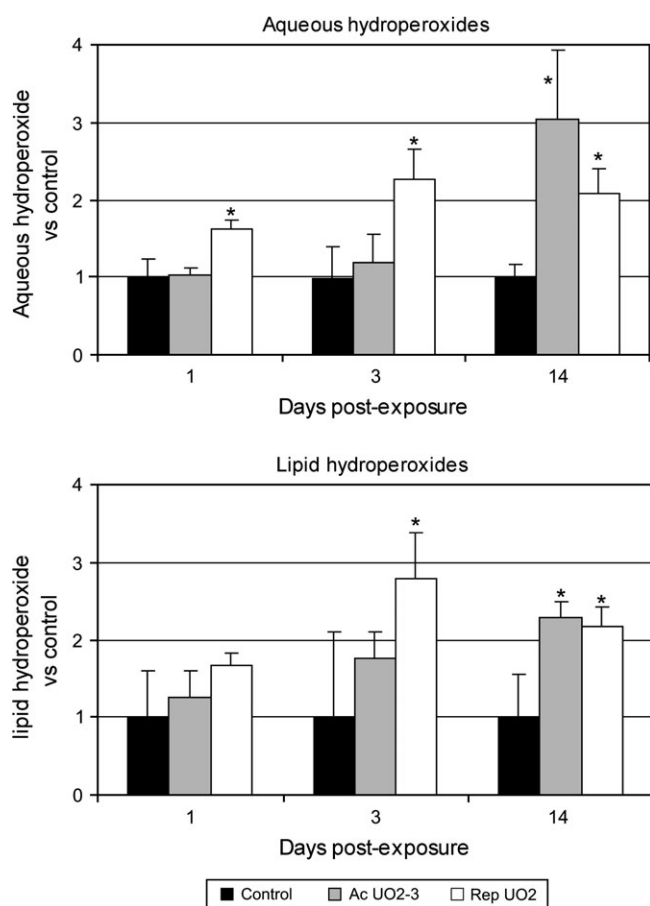 Aqueous hydroperoxides
Aqueous hydroperoxide
vs control
4
3
2
1
0
*
*
*
*
1
3
14
Days post-exposure
Lipid hydroperoxides
lipid hydroperoxide
vs control
4
3
2
1
0
*
*
*
1
3
14
Days post-exposure
Control
Ac UO2-3
Rep UO2